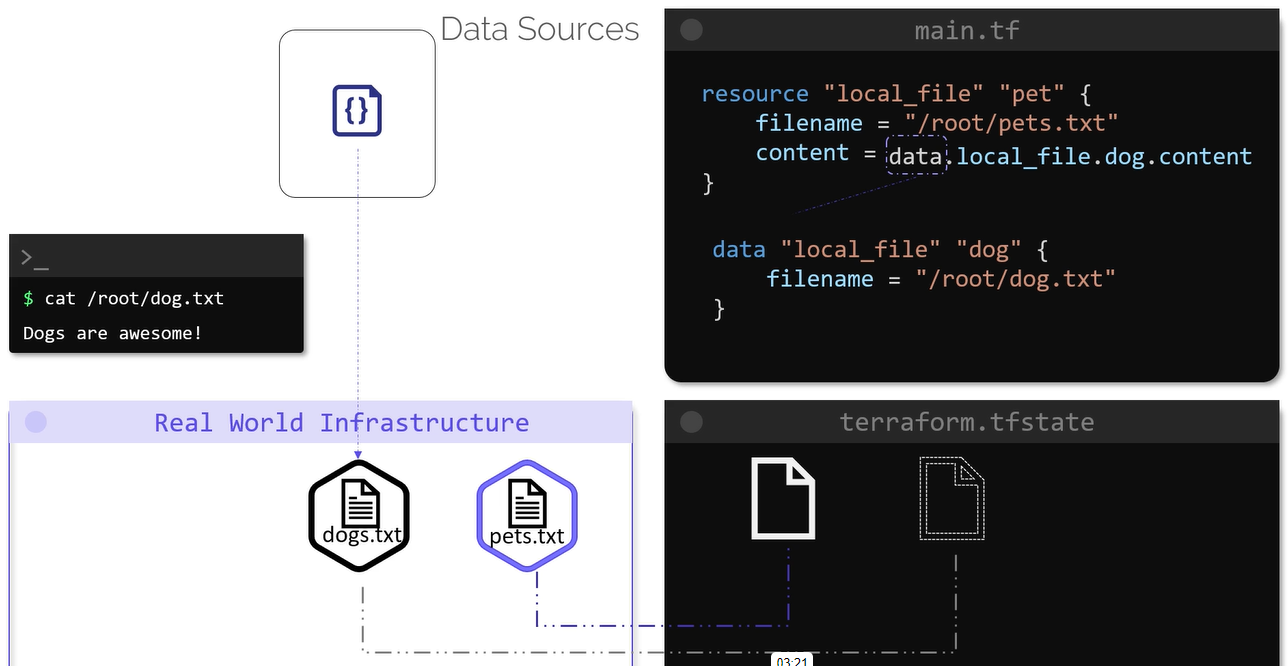 Data Sources
{}
>_
$ cat /root/dog.txt
Dogs are awesome!
main.tf
resource "local_file" "pet" {
filename = "/root/pets.txt"
content = data.local_file.dog.content
}
data "local_file" "dog" {
filename = "/root/dog.txt"
}
Real World Infrastructure
dogs.txt
pets.txt
terraform.tfstate
03:21